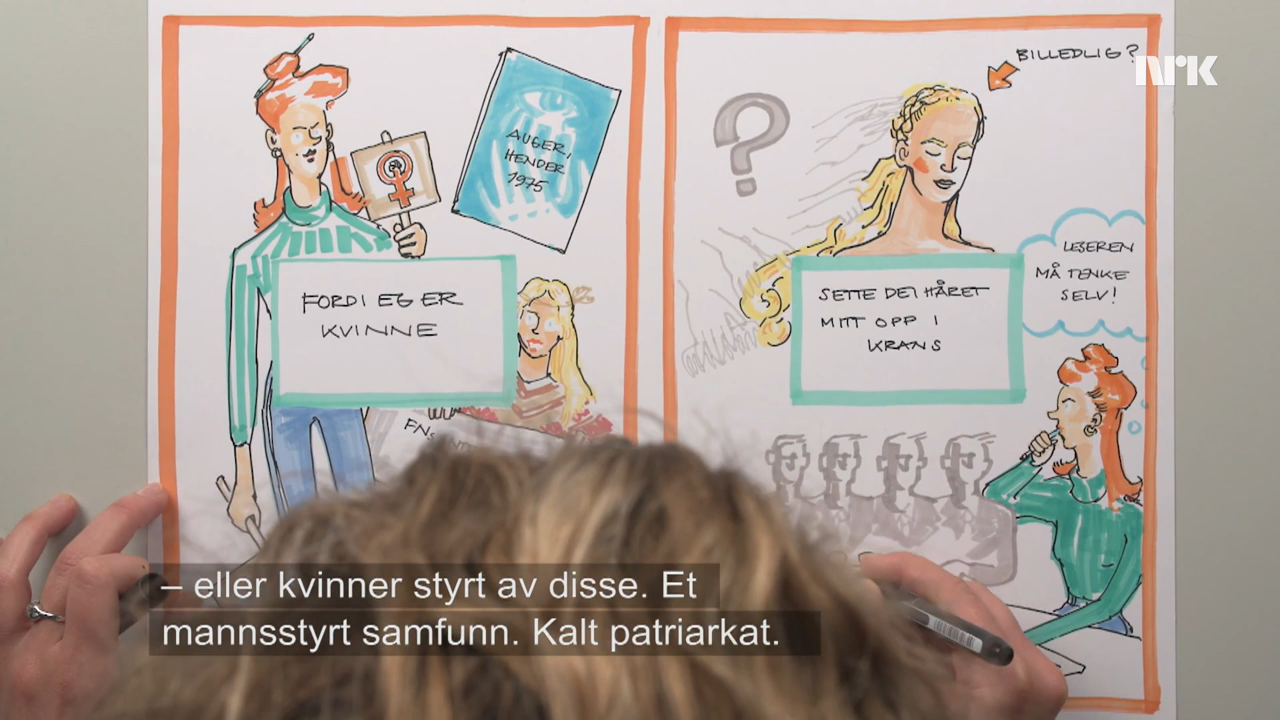 BILLEDLIG?
nrk
AUGER,
HENDER
1975
FORDI EG ER
KVINNE
SETTE DEI HÅRET
MITT OPP I
KRANS
LESEREN
MÅ TENKE
SELV!
– eller kvinner styrt av disse. Et
mannsstyrt samfunn. Kalt patriarkat.